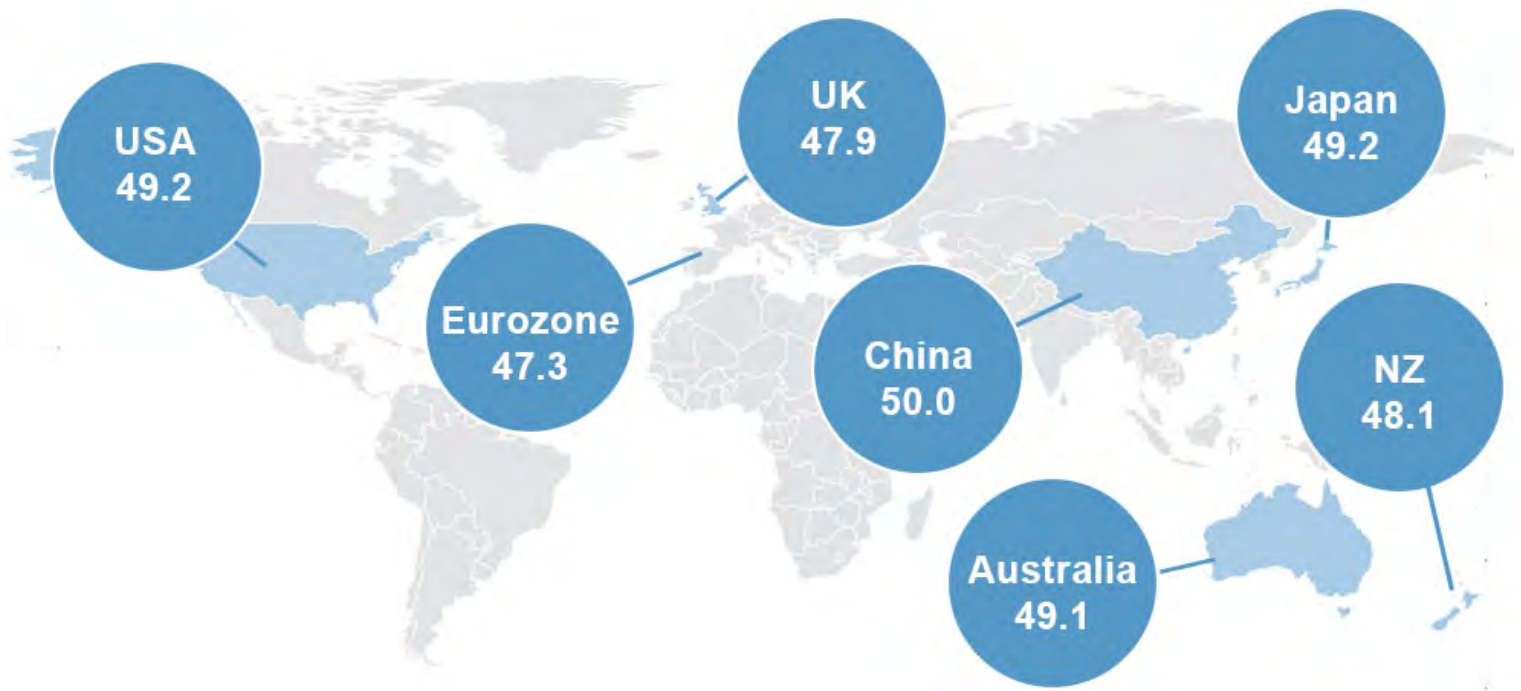 USA
49.2
UK
47.9
Japan
49.2
Eurozone
47.3
China
50.0
NZ
48.1
Australia
49.1